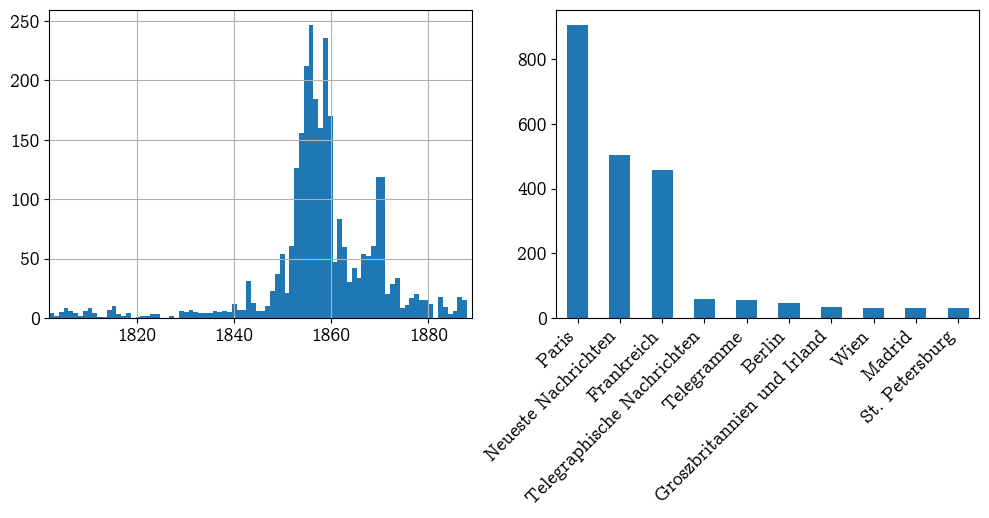 250
200
150
100
50
0
1820 1840 1860 1880
800
600
400
200
0
Paris
Neueste Nachrichten
Frankreich
Telegraphische Nachrichten
Telegramme
Berlin
Groszbritannien und Irland
Wien
Madrid
St. Petersburg